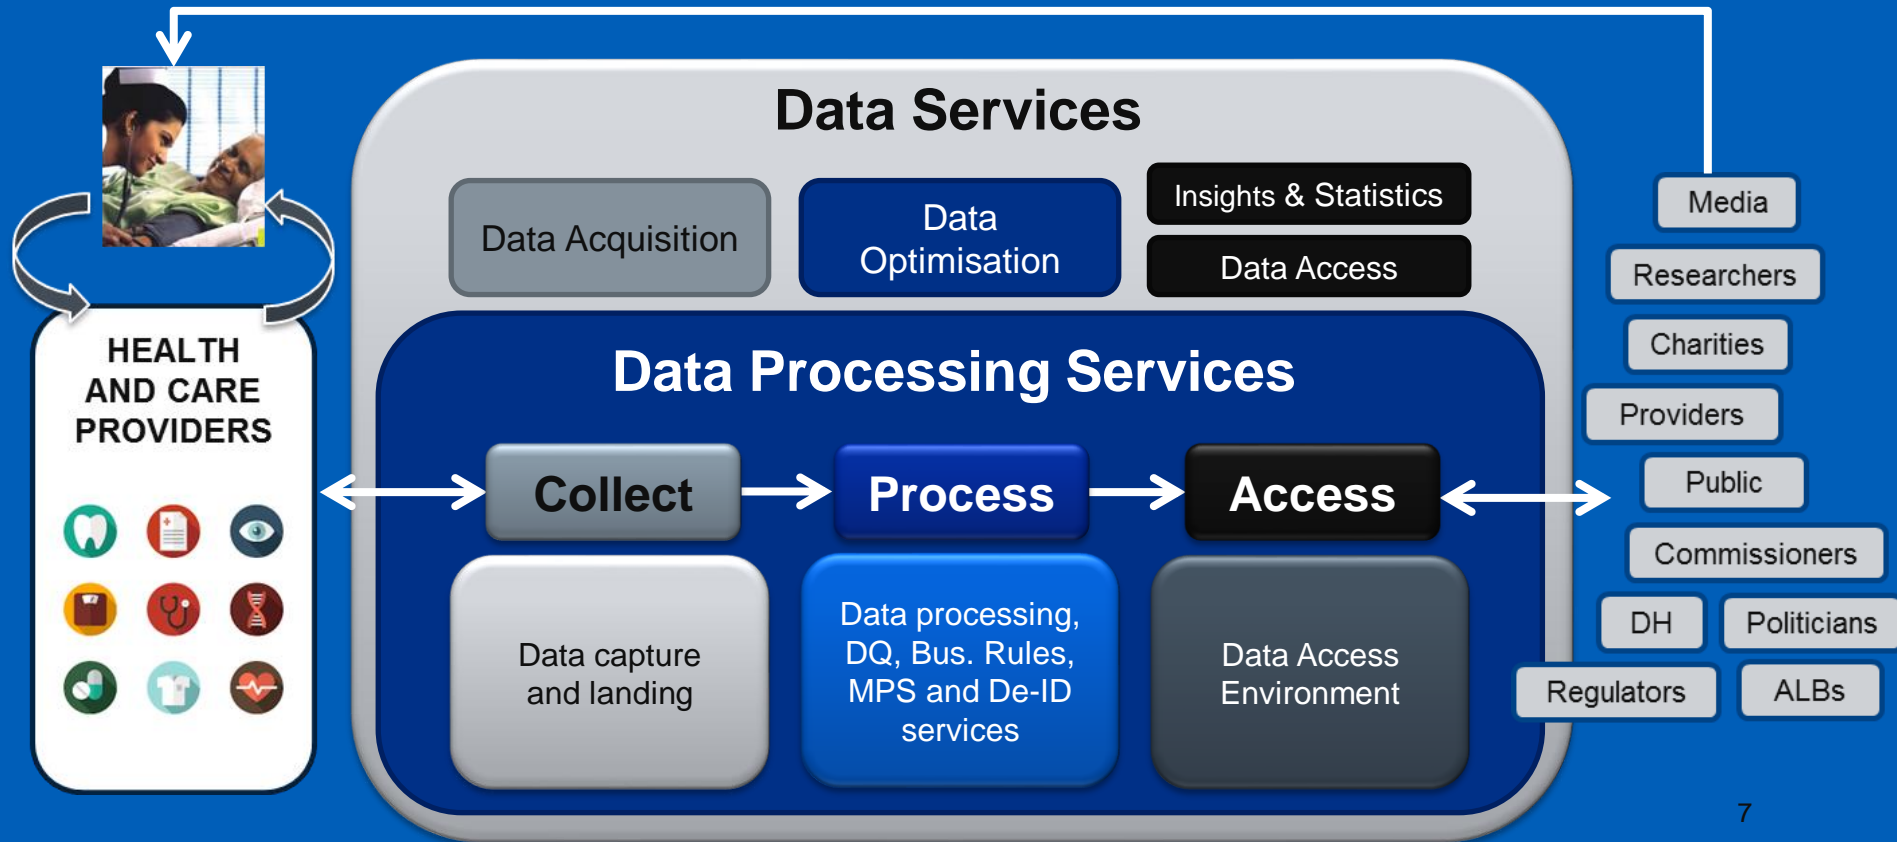 Data Services
Data Acquisition
Data
Optimisation
Insights & Statistics
Data Access
HEALTH
AND CARE
PROVIDERS
Data Processing Services
Collect
Process
Access
Data capture
and landing
Data processing,
DQ, Bus. Rules,
MPS and De-ID
services
Data Access
Environment
Media
Researchers
Charities
Providers
Public
Commissioners
DH
Politicians
Regulators
ALBs
7